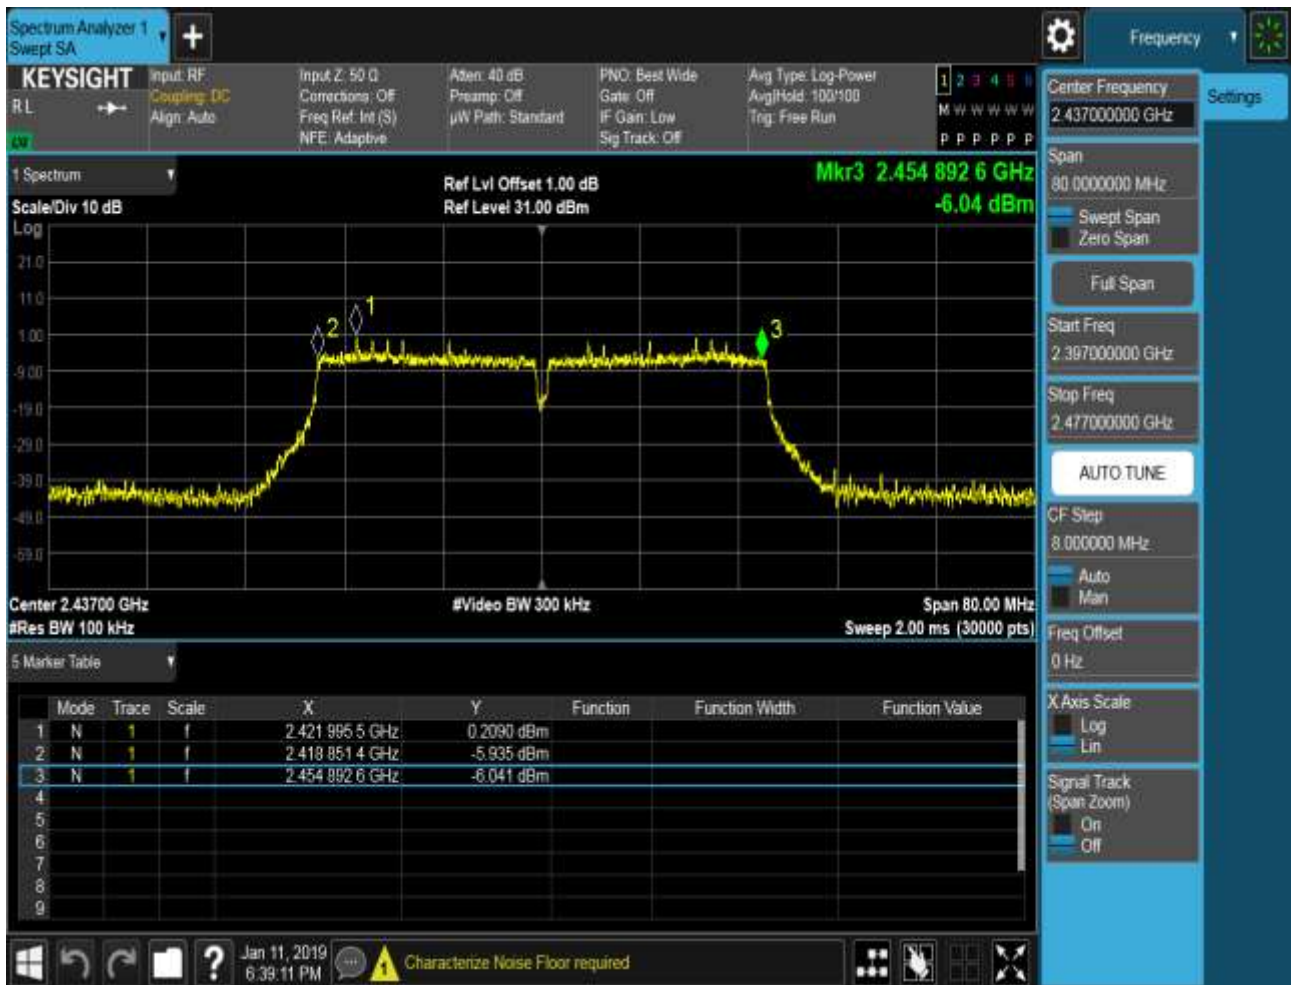 Spectrum Analyzer 1
Swept SA
Frequency
KEYSIGHT
R L
Input: RF
Coupling: DC
Align: Auto
Input Z: 50 Ω
Corrections: Off
Freq Ref: Int (S)
NFE: Adaptive
Atten: 40 dB
Preamp: Off
µW Path: Standard
PNO: Best Wide
Gate: Off
IF Gain: Low
Sig Track: Off
Avg Type: Log-Power
Avg|Hold: 100/100
Trig: Free Run
1 2 3 4 5 6
M W W W W W
P P P P P P
1 Spectrum
Scale/Div 10 dB
Log
Ref Lvl Offset 1.00 dB
Ref Level 31.00 dBm
Mkr3 2.454 892 6 GHz
-6.04 dBm
21.0
11.0
1.00
-9.00
-19.0
-29.0
-39.0
-49.0
-59.0
2
1
3
Center 2.43700 GHz
#Res BW 100 kHz
#Video BW 300 kHz
Span 80.00 MHz
Sweep 2.00 ms (30000 pts)
5 Marker Table
Mode Trace Scale X Y Function Function Width Function Value
1 N 1 f 2.421 995 5 GHz 0.2090 dBm
2 N 1 f 2.418 851 4 GHz -5.935 dBm
3 N 1 f 2.454 892 6 GHz -6.041 dBm
4
5
6
7
8
9
Jan 11, 2019
6:39:11 PM
1
Characterize Noise Floor required
Settings
Center Frequency
2.437000000 GHz
Span
80.0000000 MHz
Swept Span
Zero Span
Full Span
Start Freq
2.397000000 GHz
Stop Freq
2.477000000 GHz
AUTO TUNE
CF Step
8.000000 MHz
Auto
Man
Freq Offset
0 Hz
X Axis Scale
Log
Lin
Signal Track
(Span Zoom)
On
Off